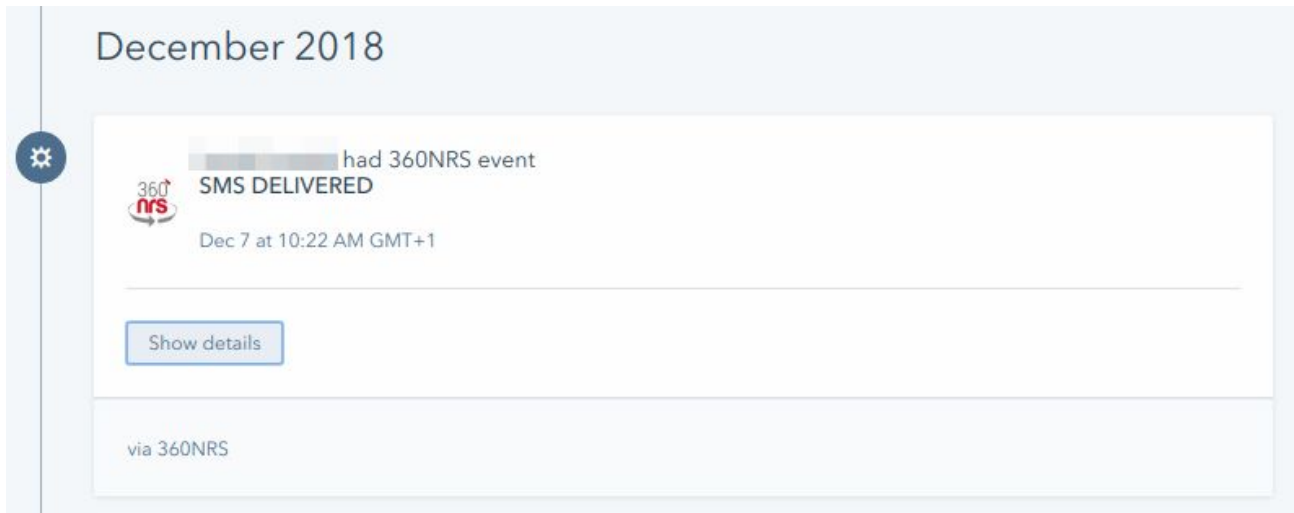 December 2018
had 360NRS event
360 nrs
SMS DELIVERED
Dec 7 at 10:22 AM GMT+1
Show details
via 360NRS